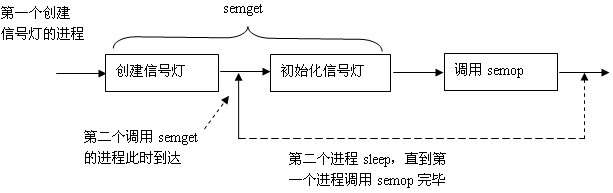 第一个创建
信号灯的进程
semget
创建信号灯
初始化信号灯
调用 semop
第二个调用 semget
的进程此时到达
第二个进程 sleep，直到第
一个进程调用 semop 完毕